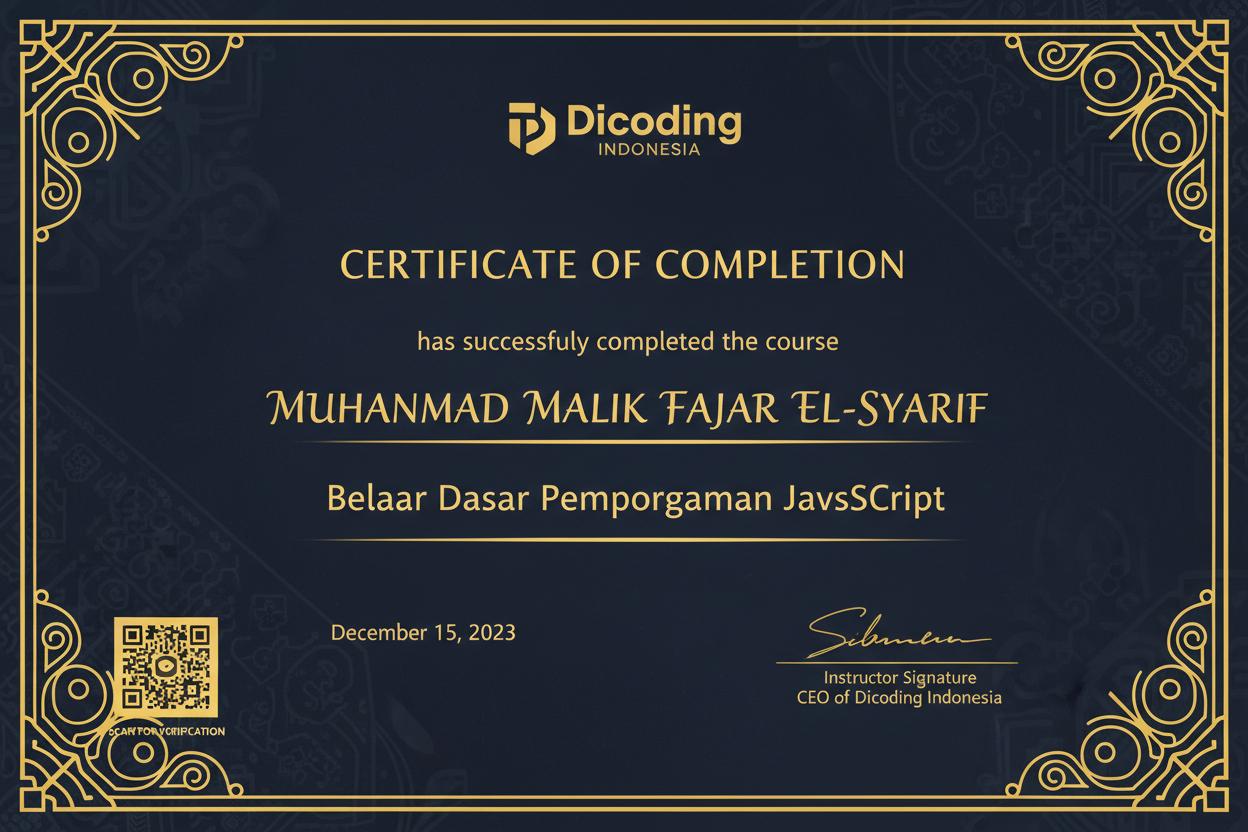 Dicoding
INDONESIA
CERTIFICATE OF COMPLETION
has successfuly completed the course
MUHANMAD MALIK FAJAR EL-SYARIF
Belaar Dasar Pemporgaman JavsSCript
December 15, 2023
Instructor Signature
CEO of Dicoding Indonesia